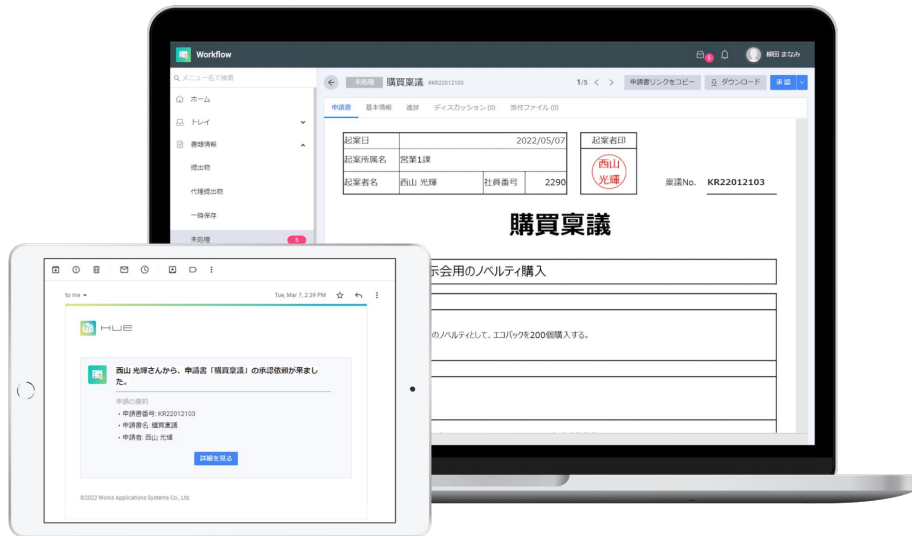 Workflow
5
柳田 まなみ
メニュー名で検索
ホーム
トレイ
書類情報
提出物
代理提出物
一時保存
未処理
5
未処理 購買稟議 #KR22012103
1/5
申請書リンクをコピー
ダウンロード
承認
申請書 基本情報 進捗 ディスカッション (0) 添付ファイル (0)
起案日 2022/05/07
起案所属名 営業1課
起案者名 西山 光輝 社員番号 2290
起案者印
西山
光輝
稟議No. KR22012103
購買稟議
示会用のノベルティ購入
のノベルティとして、エコバックを200個購入する。
to me
Tue, Mar 7, 2:39 PM
HUE
西山 光輝さんから、申請書「購買稟議」の承認依頼が来まし
た。
申請の要約
・申請書番号: KR22012103
・申請書名: 購買稟議
・申請者: 西山 光輝
詳細を見る
©2022 Works Applications Systems Co., Ltd.